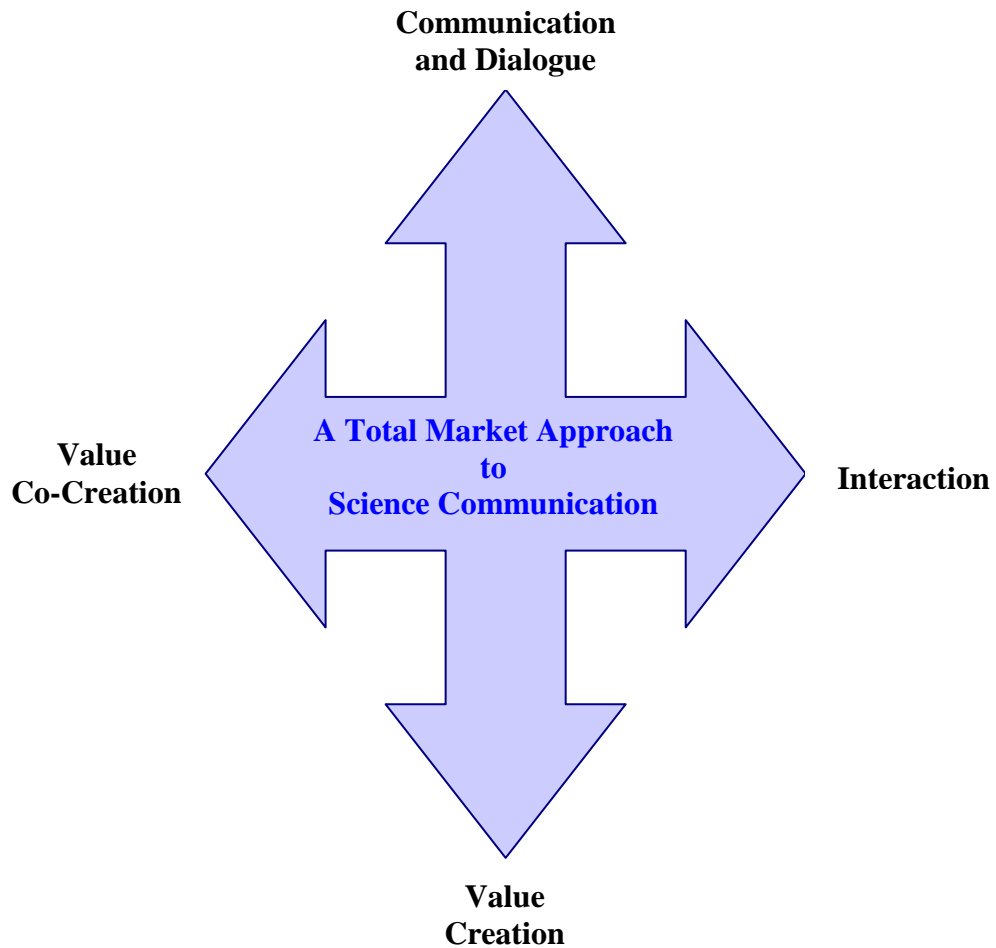 Communication
and Dialogue
A Total Market Approach
to
Science Communication
Value
Co-Creation
Interaction
Value
Creation